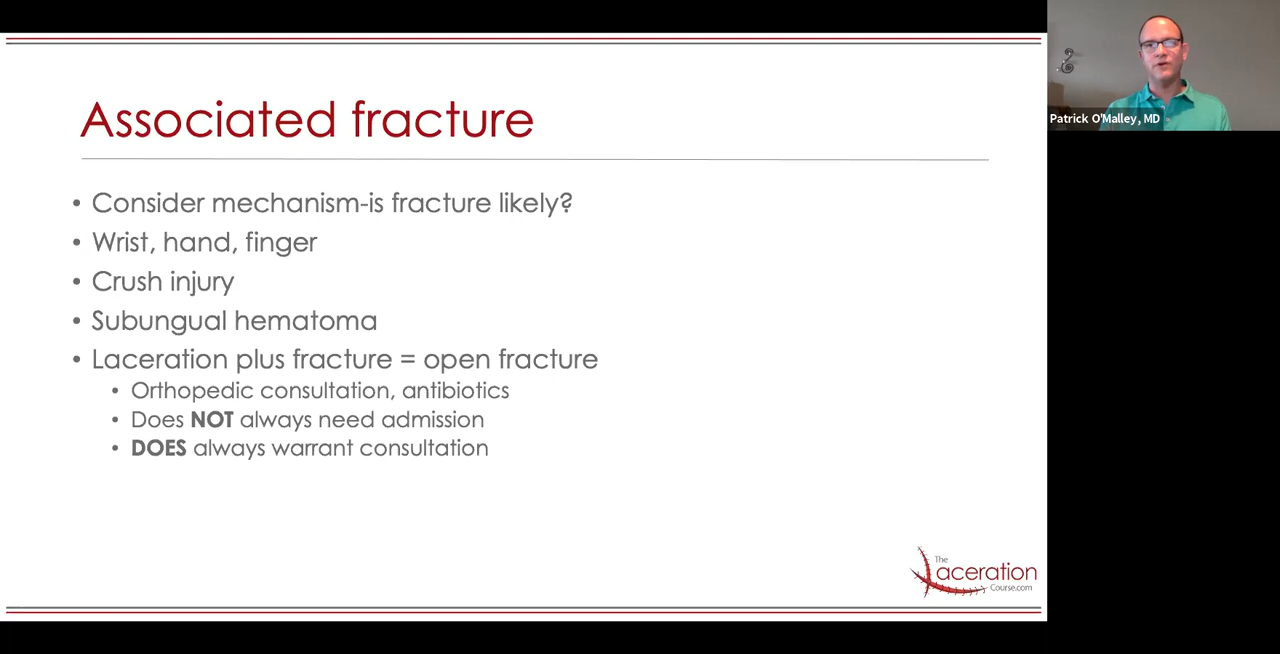 Associated fracture
• Consider mechanism-is fracture likely?
• Wrist, hand, finger
• Crush injury
• Subungual hematoma
• Laceration plus fracture = open fracture
• Orthopedic consultation, antibiotics
• Does NOT always need admission
• DOES always warrant consultation
The
Laceration
Course.com
Patrick O'Malley, MD